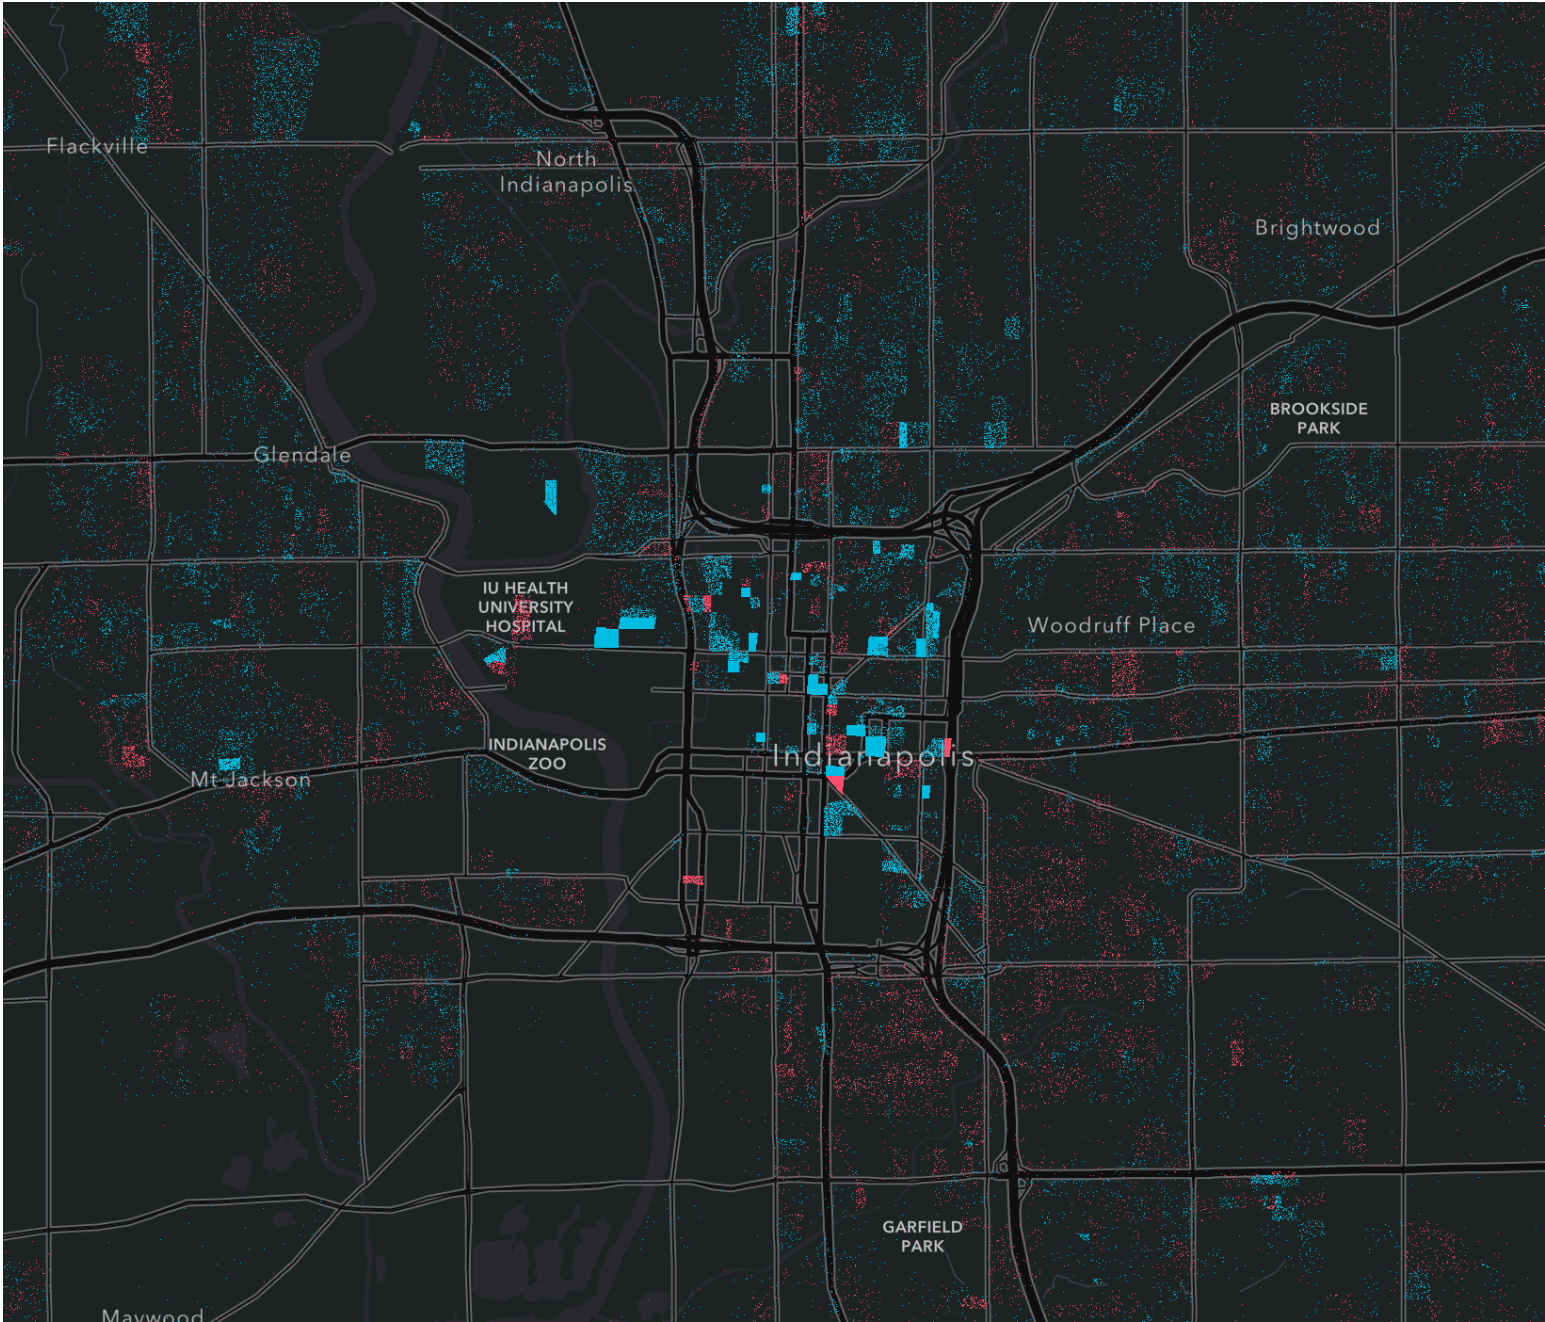 Flackville
North
Indianapolis
Brightwood
BROOKSIDE
PARK
Glendale
IU HEALTH
UNIVERSITY
HOSPITAL
Woodruff Place
INDIANAPOLIS
ZOO
Indianapolis
Mt Jackson
GARFIELD
PARK
Maywood